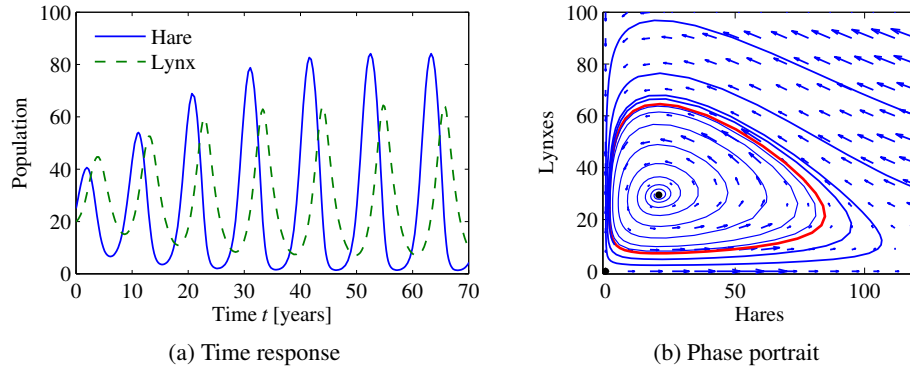 100
80
60
40
20
0
Population
Hare
Lynx
0 10 20 30 40 50 60 70
Time t [years]
(a) Time response
100
80
60
40
20
0
Lynxes
0 50 100
Hares
(b) Phase portrait